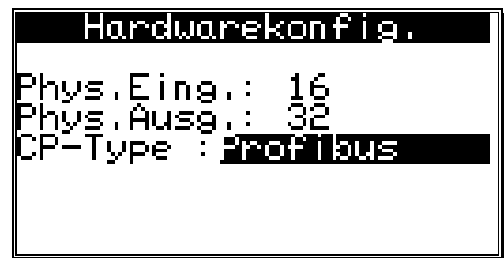 Hardwarekonfig.
Phys.Eing.: 16
Phys.Ausg.: 32
CP-Type :Profibus